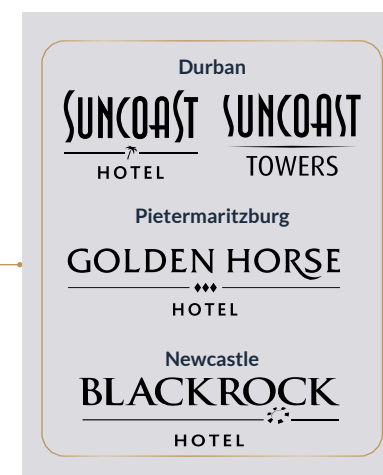 Durban
SUNCOAST SUNCOAST
HOTEL TOWERS
Pietermaritzburg
GOLDEN HORSE
HOTEL
Newcastle
BLACKROCK
HOTEL